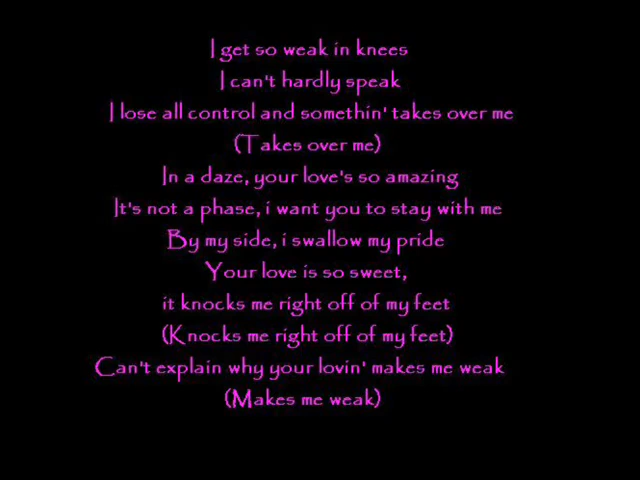 I get so weak in knees
I can't hardly speak
I lose all control and somethin' takes over me
(Takes over me)
In a daze, your love's so amazing
It's not a phase, i want you to stay with me
By my side, i swallow my pride
Your love is so sweet,
it knocks me right off of my feet
(Knocks me right off of my feet)
Can't explain why your lovin' makes me weak
(Makes me weak)